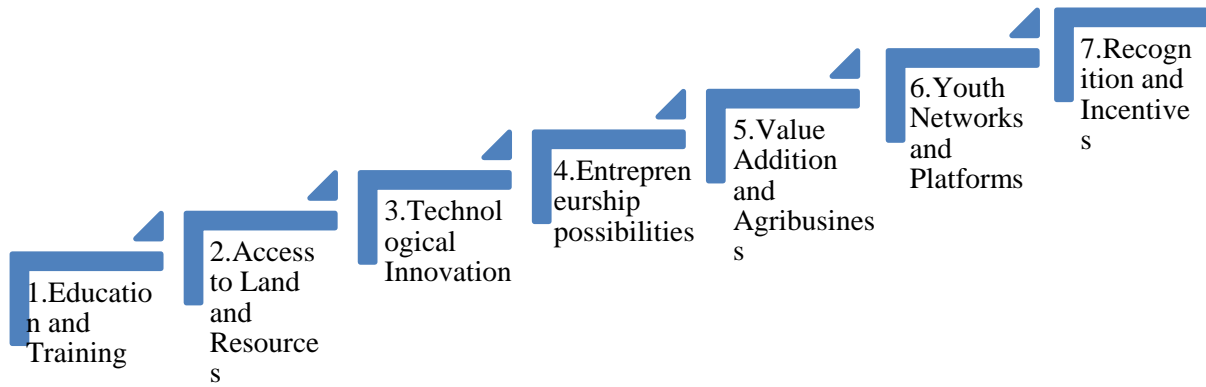 1.Educatio
n and
Training
2.Access
to Land
and
Resource
s
3.Technol
ogical
Innovation
4.Entrepren
eurship
possibilities
5.Value
Addition
and
Agribusines
s
6.Youth
Networks
and
Platforms
7.Recogn
ition and
Incentive
s